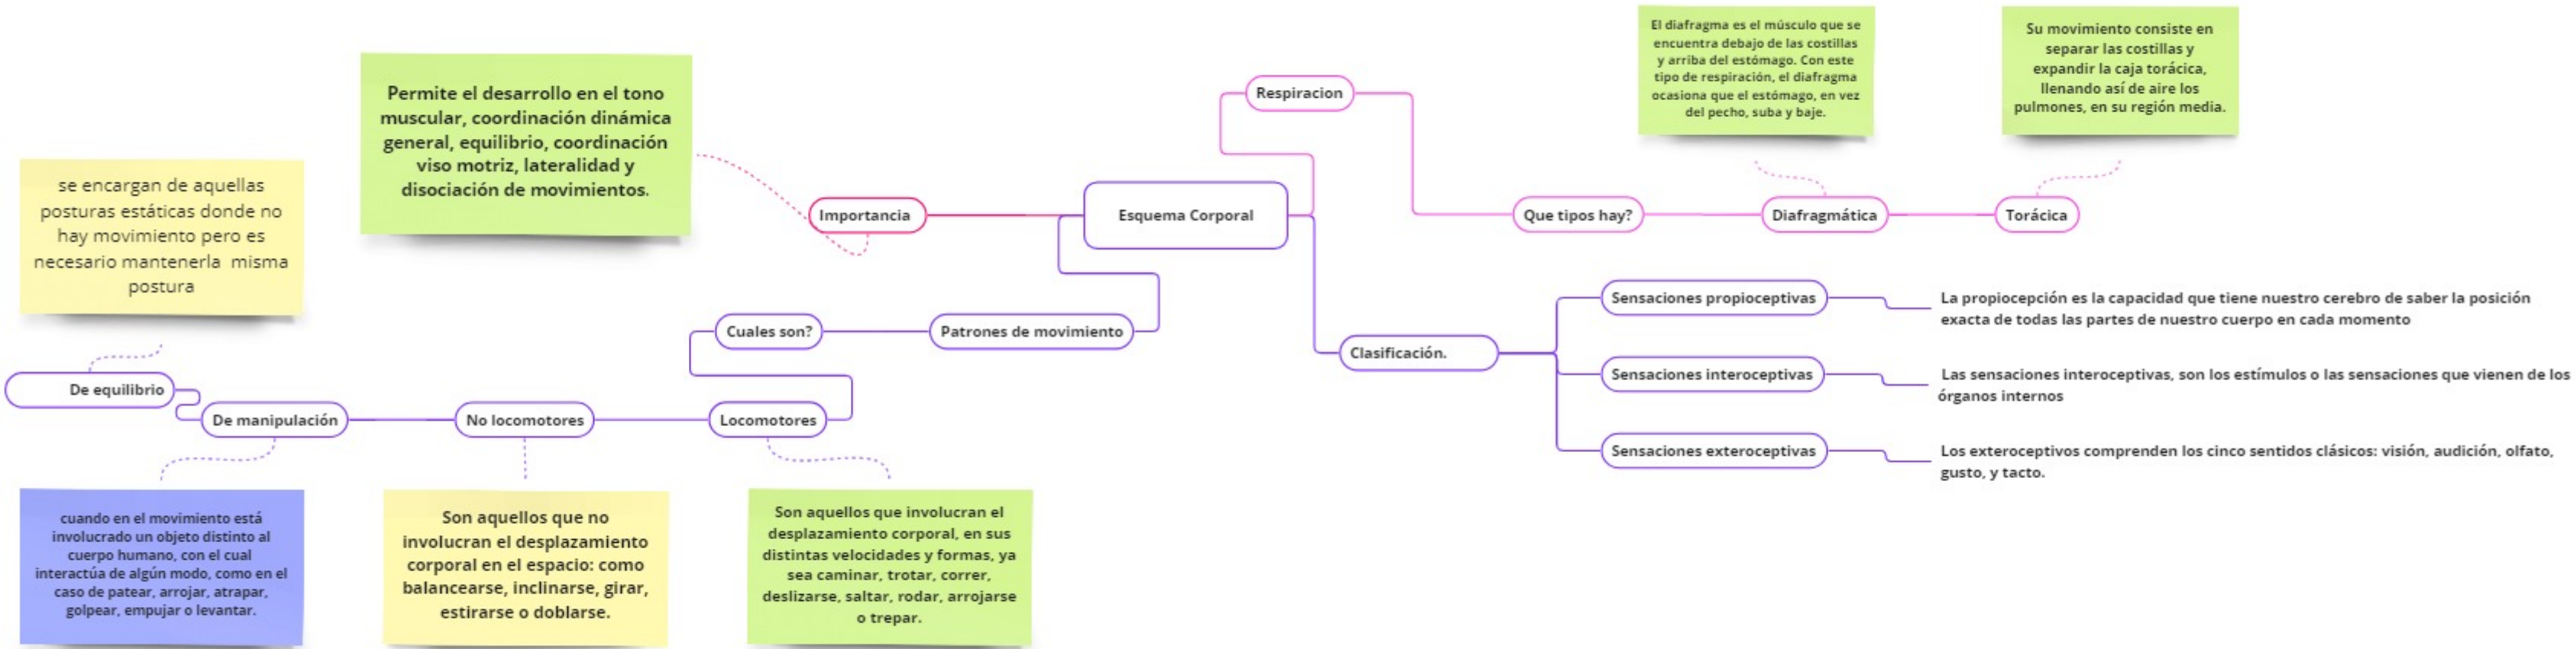 Esquema Corporal
Importancia
Permite el desarrollo en el tono
muscular, coordinación dinámica
general, equilibrio, coordinación
viso motriz, lateralidad y
disociación de movimientos.
Patrones de movimiento
Cuales son?
Locomotores
Son aquellos que involucran el
desplazamiento corporal, en sus
distintas velocidades y formas, ya
sea caminar, trotar, correr,
deslizarse, saltar, rodar, arrojarse
o trepar.
No locomotores
Son aquellos que no
involucran el desplazamiento
corporal en el espacio: como
balancearse, inclinarse, girar,
estirarse o doblarse.
De manipulación
cuando en el movimiento está
involucrado un objeto distinto al
cuerpo humano, con el cual
interactúa de algún modo, como en el
caso de patear, arrojar, atrapar,
golpear, empujar o levantar.
De equilibrio
se encargan de aquellas
posturas estáticas donde no
hay movimiento pero es
necesario mantenerla  misma
postura
Respiracion
Que tipos hay?
Diafragmática
El diafragma es el músculo que se
encuentra debajo de las costillas
y arriba del estómago. Con este
tipo de respiración, el diafragma
ocasiona que el estómago, en vez
del pecho, suba y baje.
Torácica
Su movimiento consiste en
separar las costillas y
expandir la caja torácica,
llenando así de aire los
pulmones, en su región media.
Clasificación.
Sensaciones propioceptivas
La propiocepción es la capacidad que tiene nuestro cerebro de saber la posición
exacta de todas las partes de nuestro cuerpo en cada momento
Sensaciones interoceptivas
Las sensaciones interoceptivas, son los estímulos o las sensaciones que vienen de los
órganos internos
Sensaciones exteroceptivas
Los exteroceptivos comprenden los cinco sentidos clásicos: visión, audición, olfato,
gusto, y tacto.